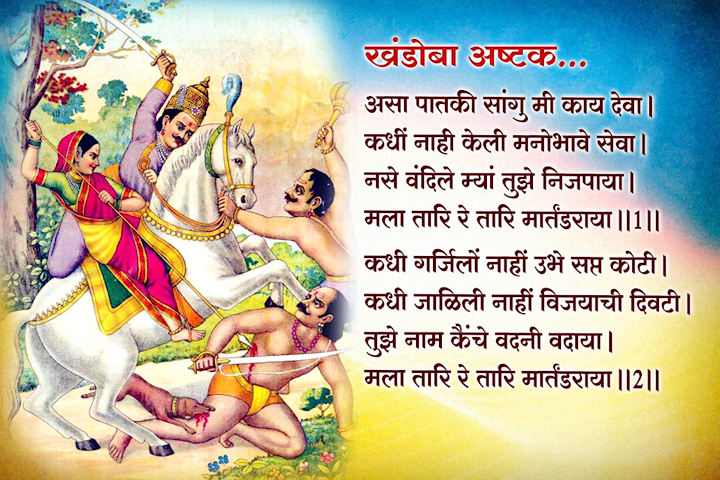 खंडोबा अष्टक...
असा पातकी सांगु मी काय देवा|
कधीं नाही केली मनोभावे सेवा|
नसे वंदिले म्यां तुझे निजपाया|
मला तारि रे तारि मार्तंडराया||1||
कधी गर्जिलों नाहीं उभे सप्त कोटी|
कधी जाळिली नाहीं विजयाची दिवटी|
तुझे नाम कैंचे वदनी वदाया|
मला तारि रे तारि मार्तंडराया||2||